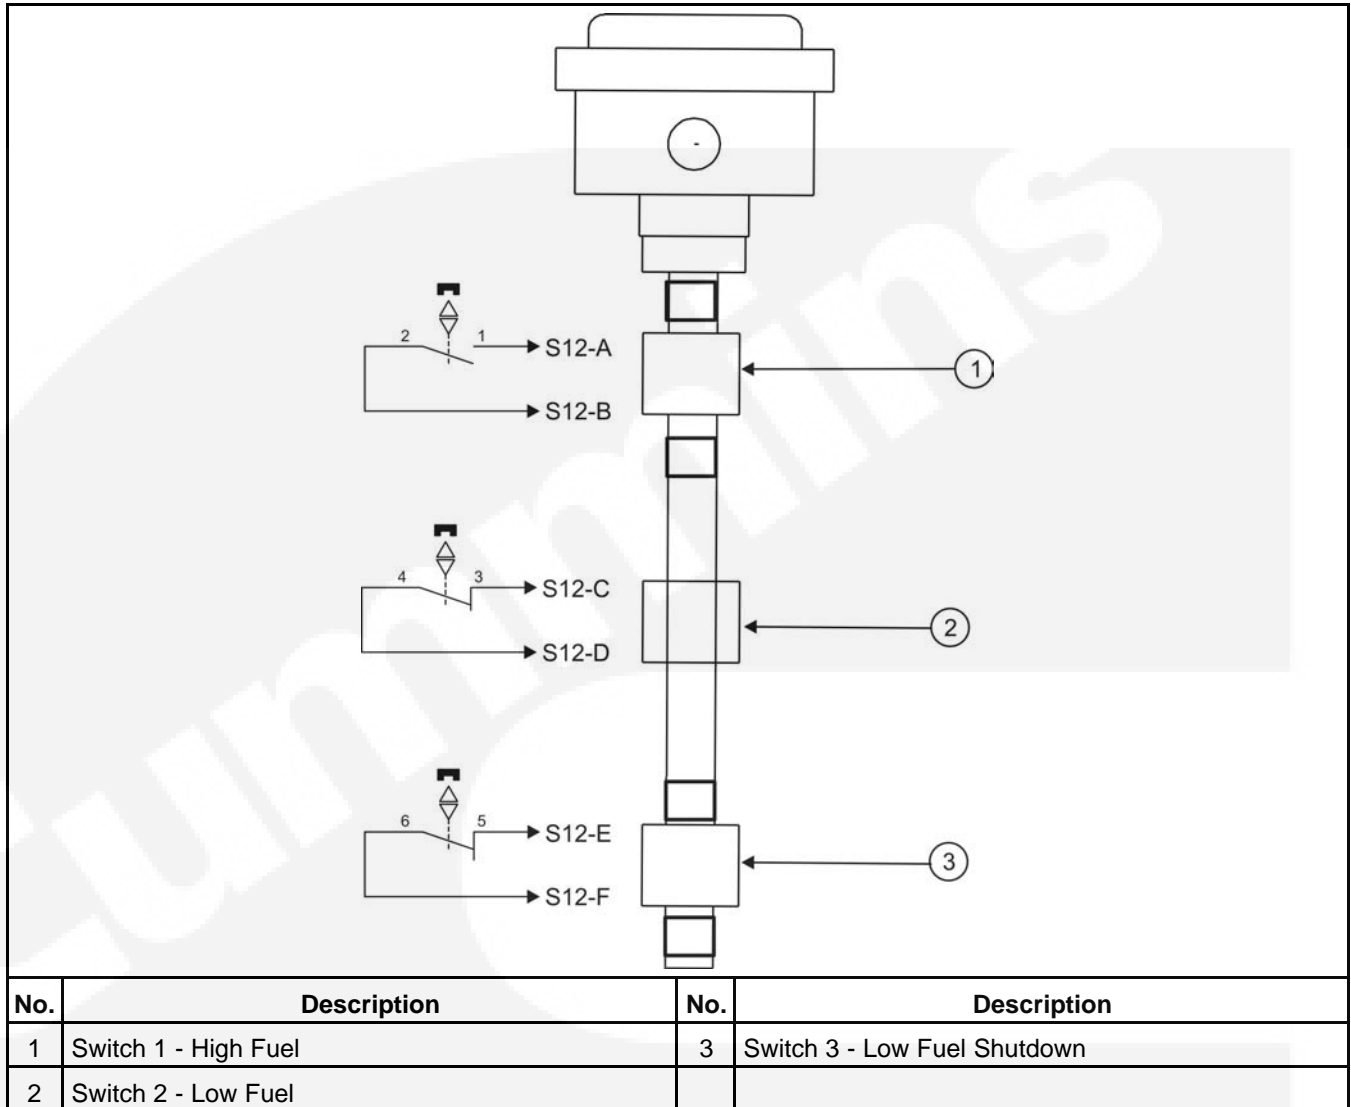 Cummins
2 1 S12-A
S12-B
1
4 3 S12-C
S12-D
2
6 5 S12-E
S12-F
3
No. Description No. Description
1 Switch 1 - High Fuel 3 Switch 3 - Low Fuel Shutdown
2 Switch 2 - Low Fuel